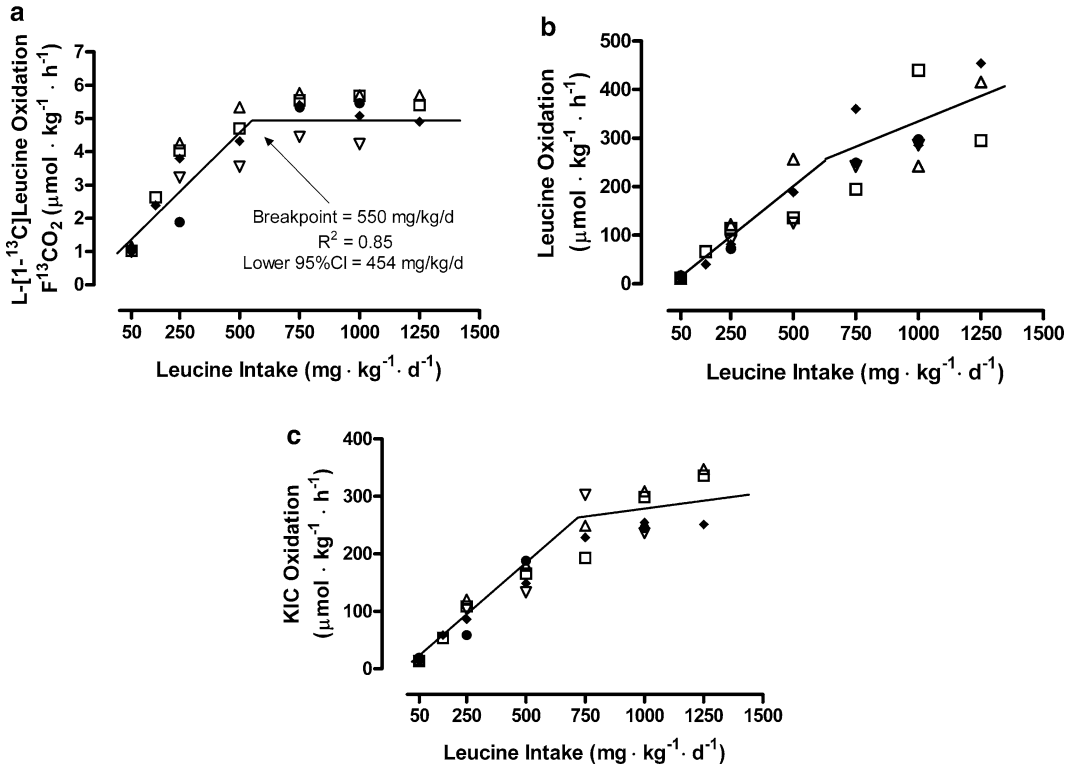 a
L-[1-¹³C]Leucine Oxidation
F¹³CO₂ (μmol · kg⁻¹ · h⁻¹)
7
6
5
4
3
2
1
0
Breakpoint = 550 mg/kg/d
R² = 0.85
Lower 95%CI = 454 mg/kg/d
50 250 500 750 1000 1250 1500
Leucine Intake (mg · kg⁻¹ · d⁻¹)
b
Leucine Oxidation
(μmol · kg⁻¹ · h⁻¹)
500
400
300
200
100
0
50 250 500 750 1000 1250 1500
Leucine Intake (mg · kg⁻¹ · d⁻¹)
c
KIC Oxidation
(μmol · kg⁻¹ · h⁻¹)
400
300
200
100
0
50 250 500 750 1000 1250 1500
Leucine Intake (mg · kg⁻¹ · d⁻¹)